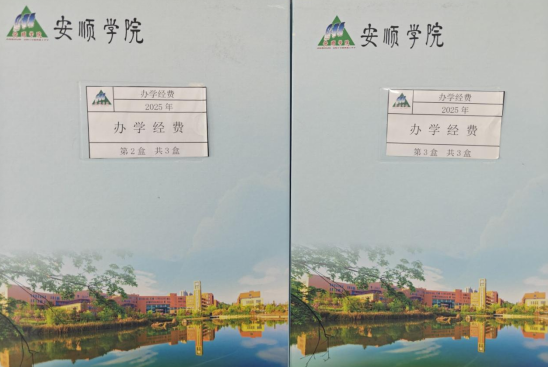 安顺学院
办学经费
2025年
办学经费
第2盒 共3盒
安顺学院
办学经费
2025年
办学经费
第3盒 共3盒